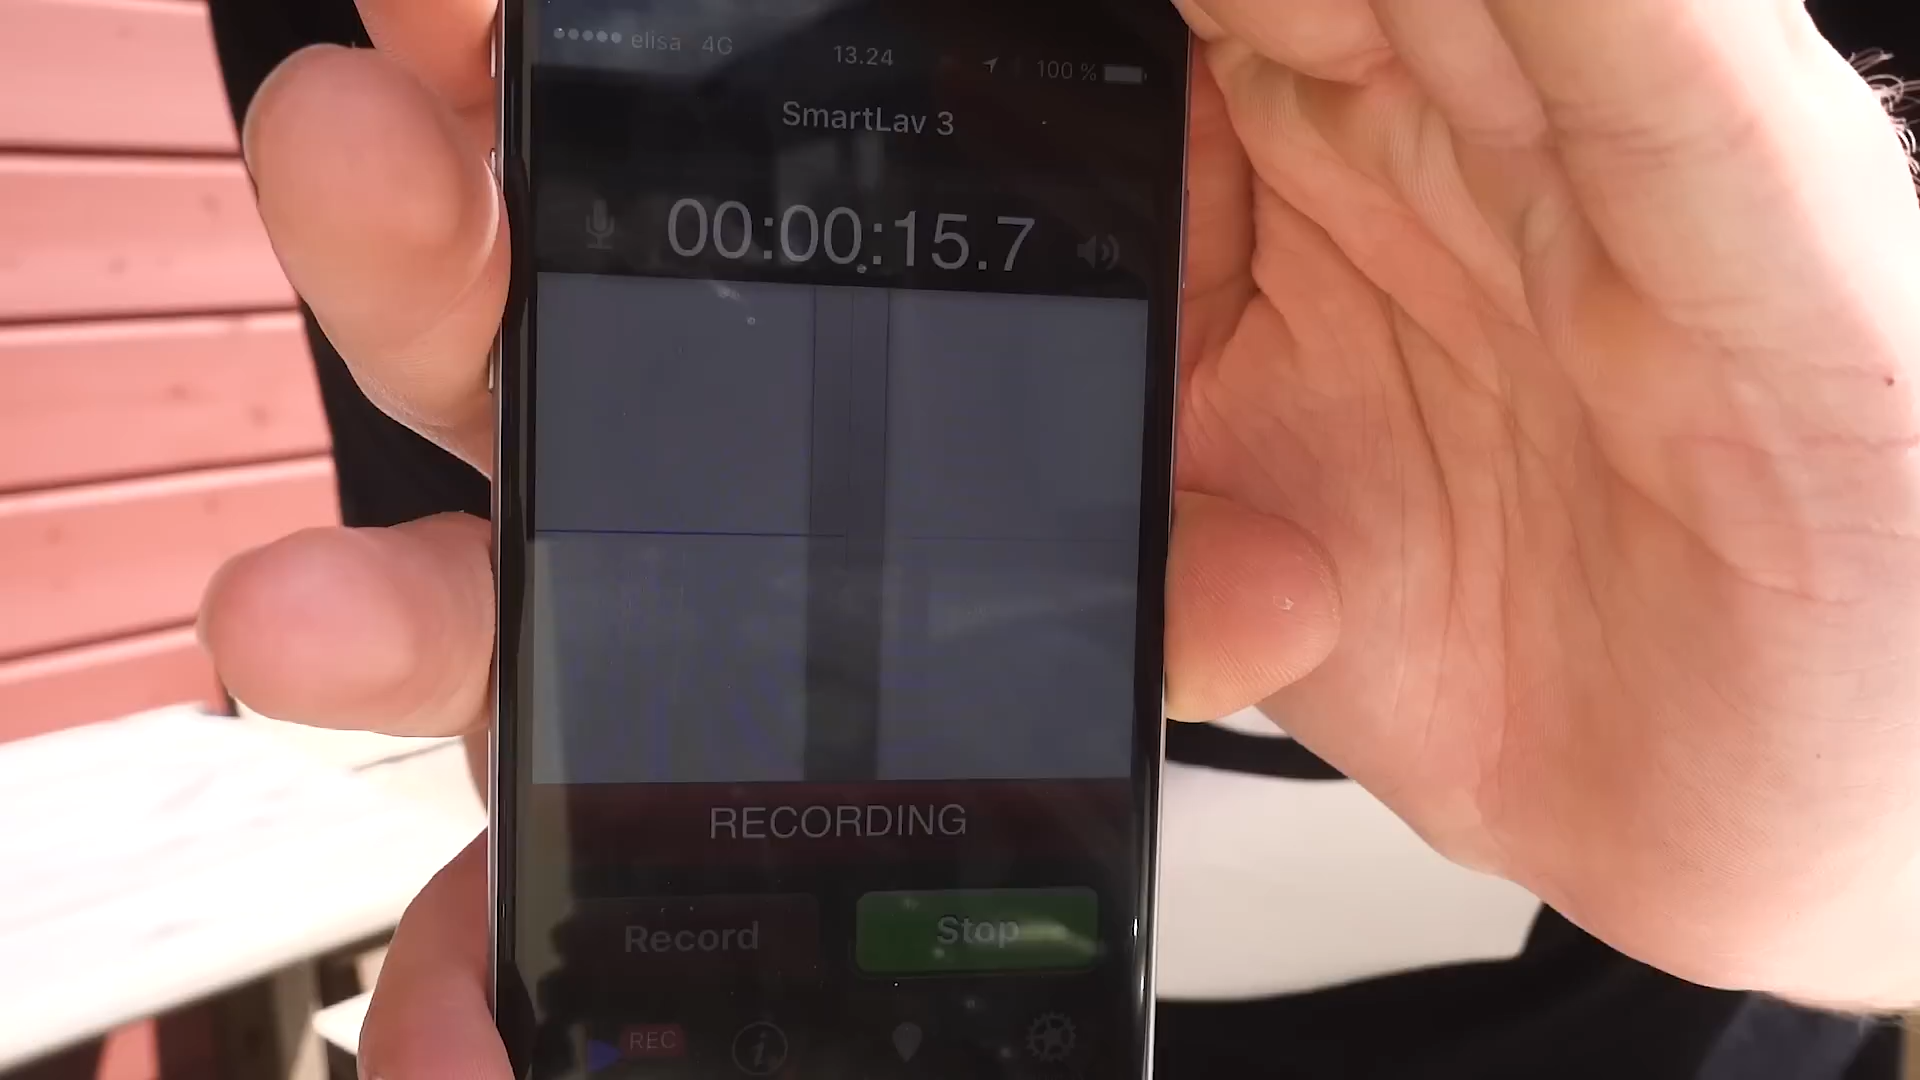 elisa 4G 13.24 100 %
SmartLav 3
00:00:15.7
RECORDING
Record Stop
REC